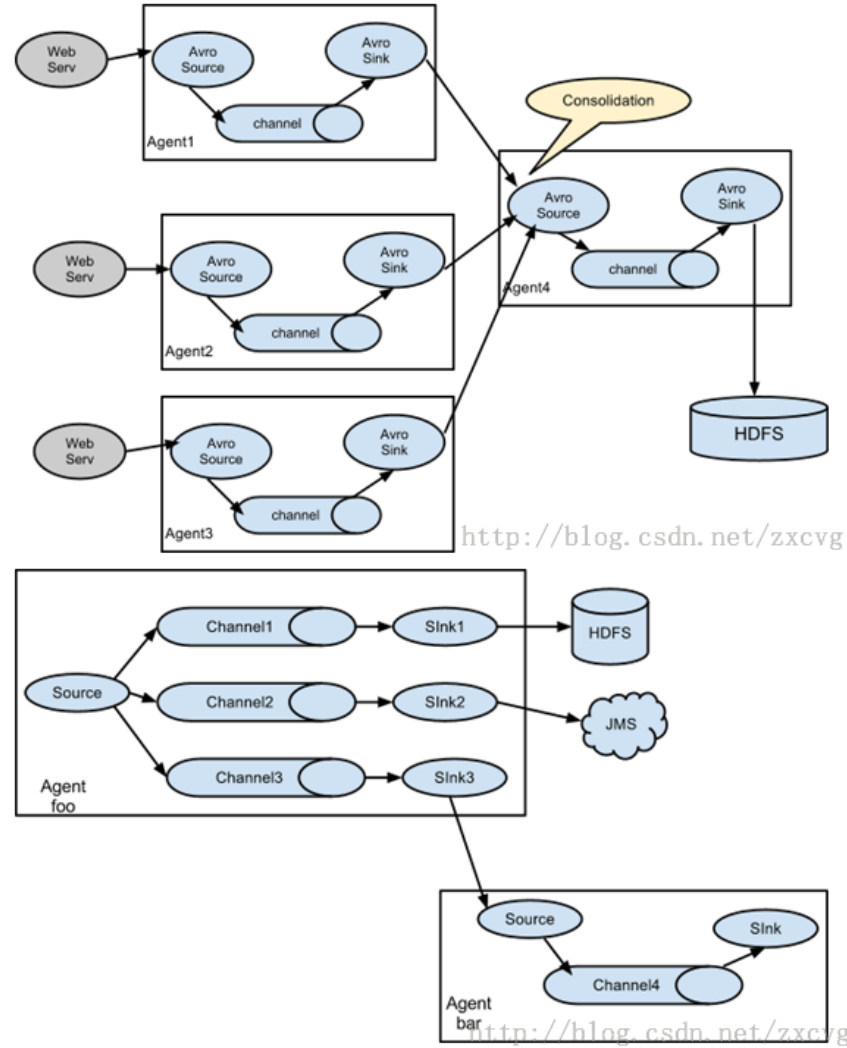 Web
Serv
Avro
Source
Avro
Sink
channel
Agent1
Consolidation
Avro
Source
Avro
Sink
channel
Agent4
Web
Serv
Avro
Source
Avro
Sink
channel
Agent2
HDFS
Web
Serv
Avro
Source
Avro
Sink
channel
Agent3
http://blog.csdn.net/zxcvg
Channel1
SInk1
HDFS
Source
Channel2
SInk2
JMS
Channel3
SInk3
Agent
foo
Source
SInk
Channel4
Agent
bar
http://blog.csdn.net/zxcvg